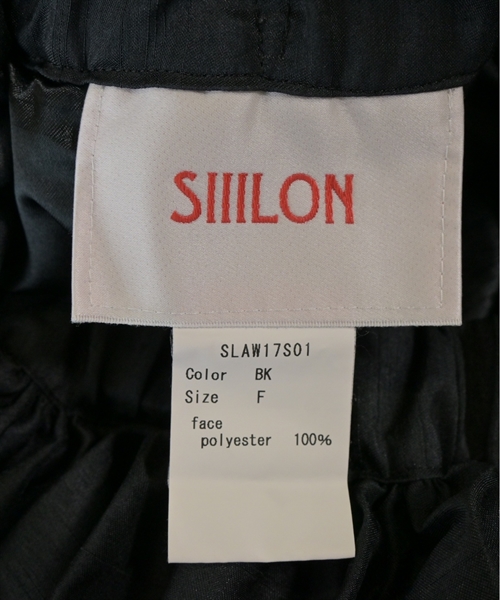 SIIILON
SLAW17S01
Color BK
Size F
face
polyester 100%